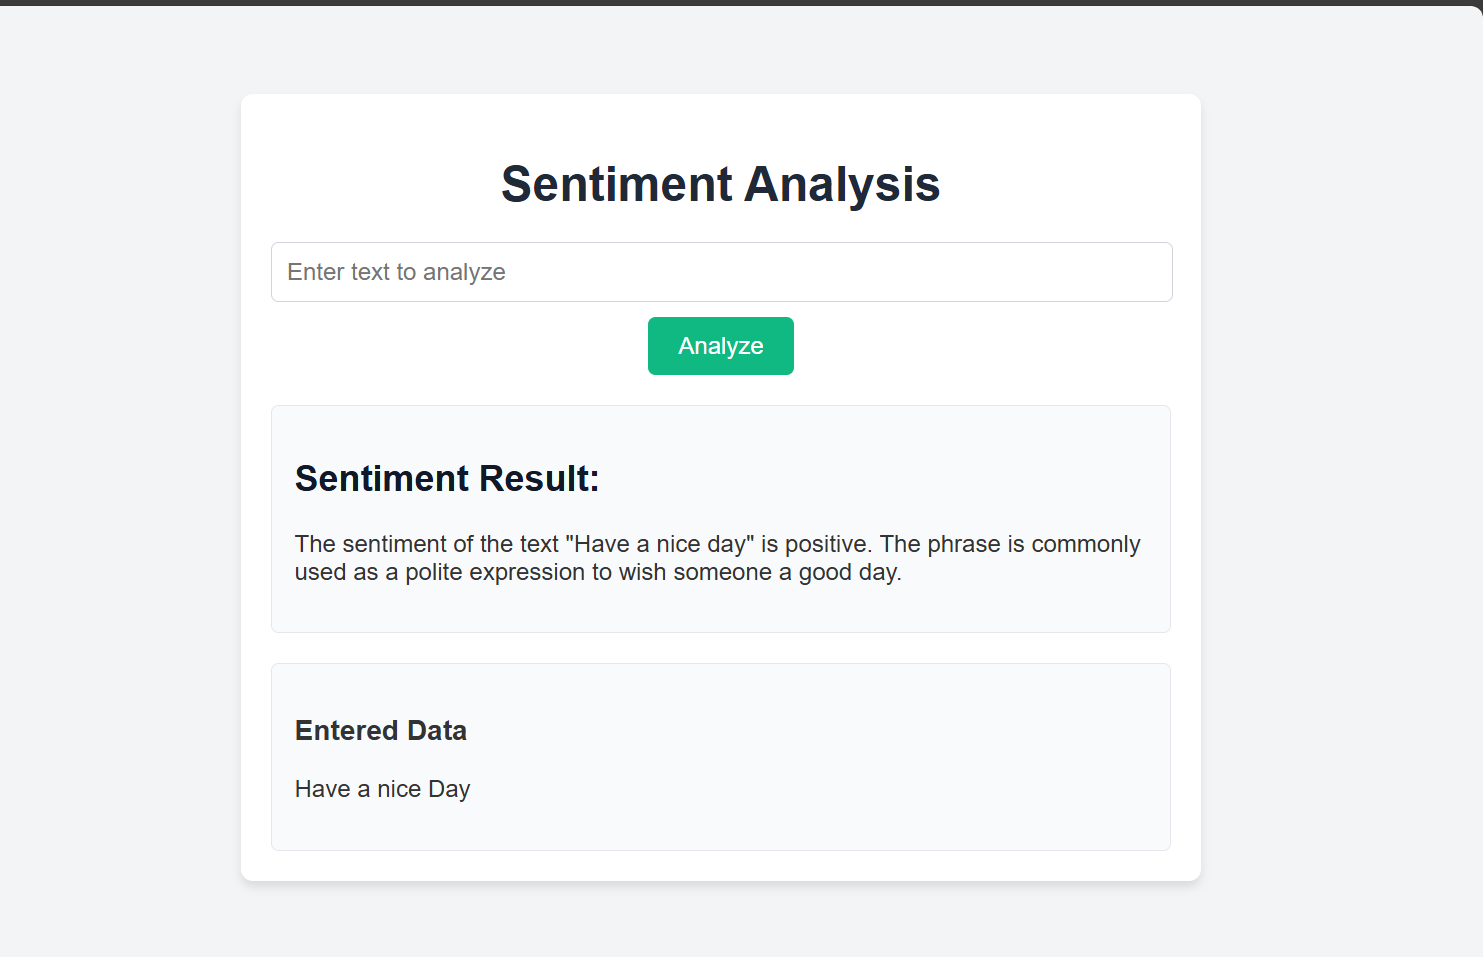 Sentiment Analysis
Enter text to analyze
Analyze
Sentiment Result:
The sentiment of the text "Have a nice day" is positive. The phrase is commonly
used as a polite expression to wish someone a good day.
Entered Data
Have a nice Day